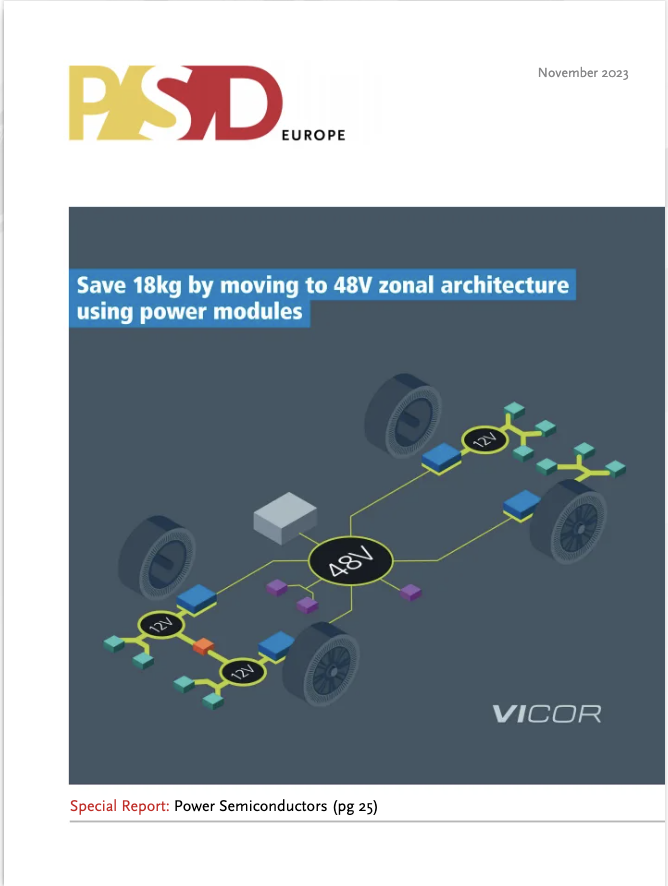 PSD
EUROPE
November 2023
Save 18kg by moving to 48V zonal architecture
using power modules
12V
48V
12V
12V
VICOR
Special Report: Power Semiconductors (pg 25)